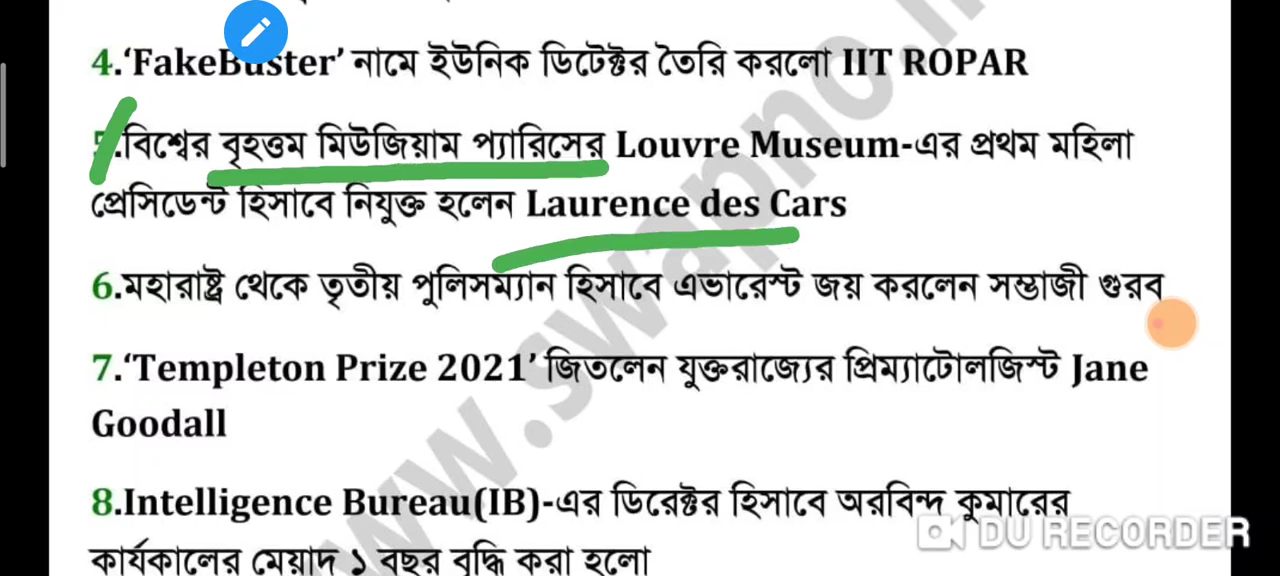 4.‘FakeBuster’ নামে ইউনিক ডিটেক্টর তৈরি করলো IIT ROPAR
5.বিশ্বের বৃহত্তম মিউজিয়াম প্যারিসের Louvre Museum-এর প্রথম মহিলা
প্রেসিডেন্ট হিসাবে নিযুক্ত হলেন Laurence des Cars
6.মহারাষ্ট্র থেকে তৃতীয় পুলিসম্যান হিসাবে এভারেস্ট জয় করলেন সম্ভাজী গুরব
7.‘Templeton Prize 2021’ জিতলেন যুক্তরাজ্যের প্রিম্যাটোলজিস্ট Jane
Goodall
8.Intelligence Bureau(IB)-এর ডিরেক্টর হিসাবে অরবিন্দ কুমারের
কার্যকালের মেয়াদ ১ বছর বৃদ্ধি করা হলো
DU RECORDER